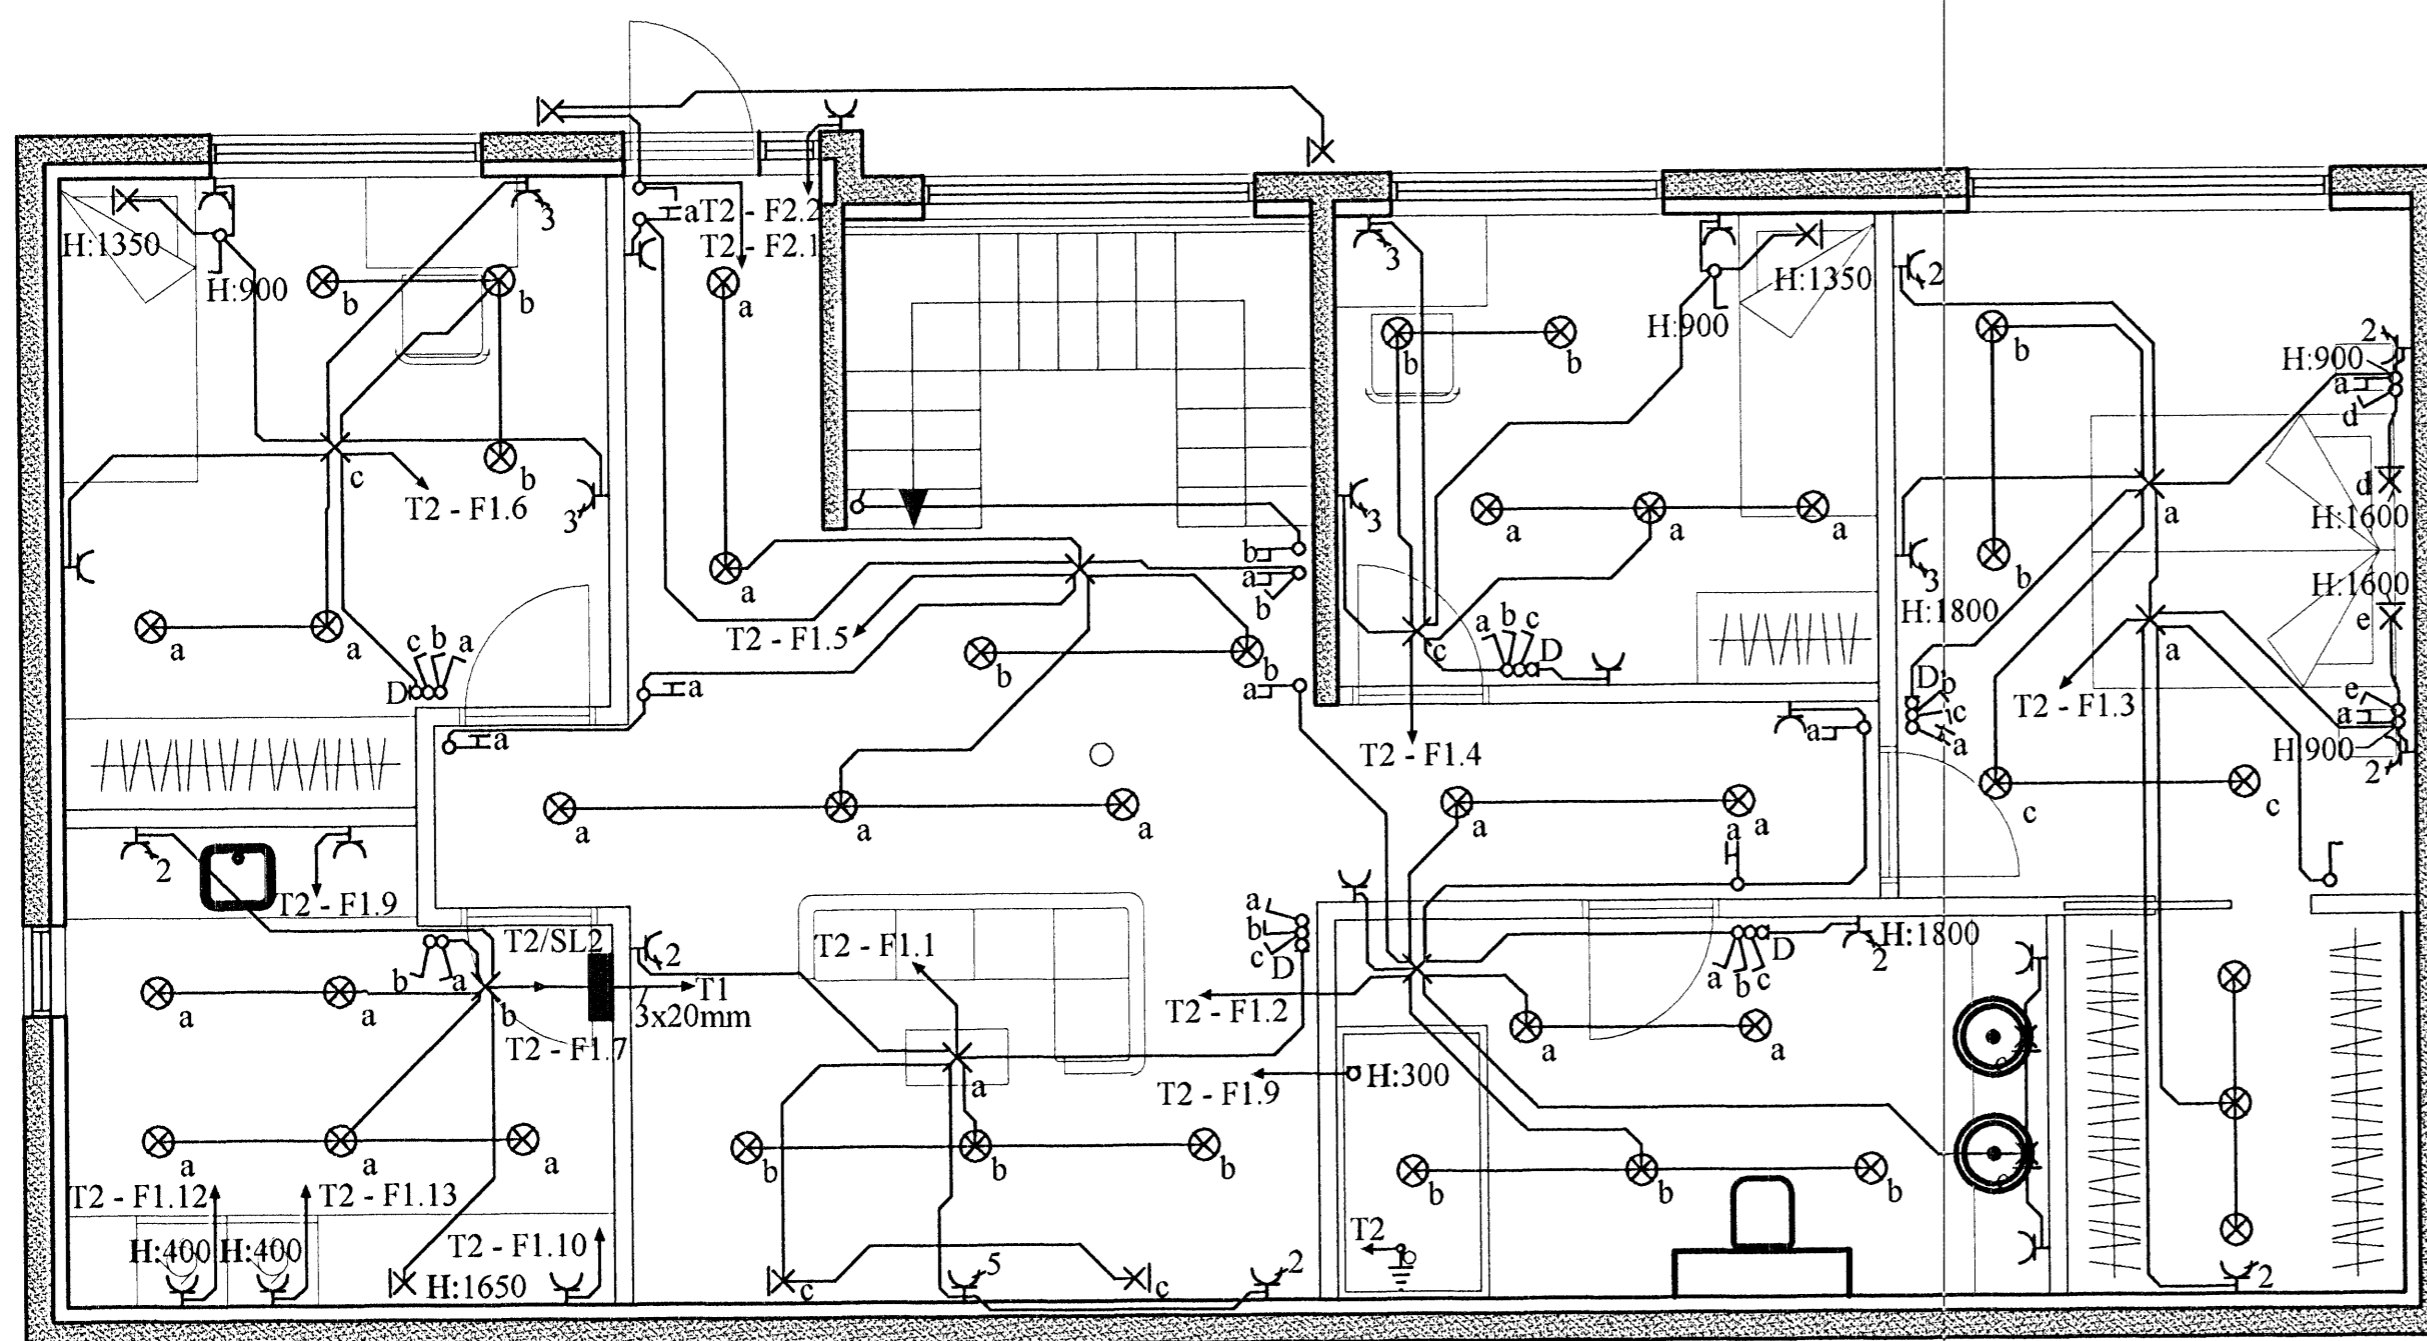 aT2 - F2.2
T2 - F2.1
3
H:1350
H:900
b
b
a
3
H:1350
H:900
b
b
2
b
2
H:900
a
d
c
b
T2 - F1.6
3
3
a
a
a
a
d
H:1600
b
a
b
a
b
3
H:1600
e
H:1800
T2 - F1.5
a
a
c b a
D
a b c
D
c
b
b
a
a
a
T2 - F1.3
D
b
c
a
e
a
H:900
2
T2 - F1.4
a
a
a
a
a
a
a
c
c
2
T2 - F1.9
a
b
c
D
T2/SL2
2
T2 - F1.1
H:1800
D
a b c
2
b a
a
a
b
T1
3x20mm
T2 - F1.2
T2 - F1.7
a
a
c
T2 - F1.9
H:300
a
a
a
a
b
b
b
b
b
b
c
T2 - F1.12
T2 - F1.13
T2 - F1.10
T2
H:400
H:400
H:1650
c
5
c
2
2